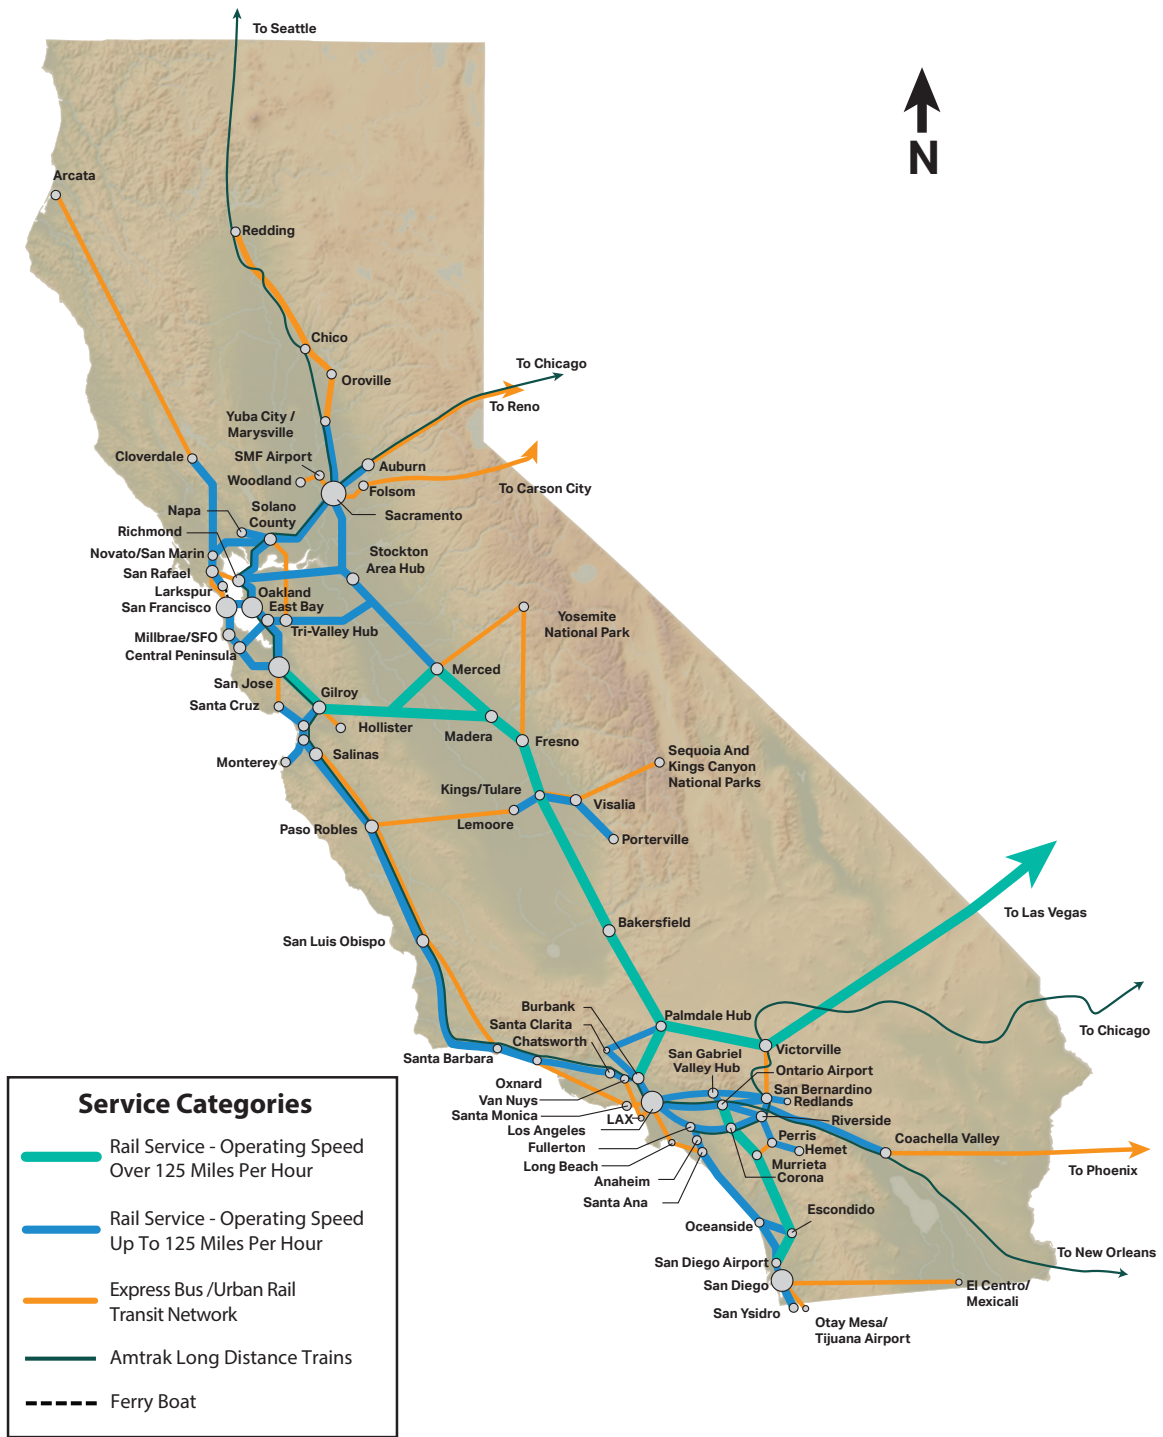 To Seattle
N
Arcata
Redding
Chico
To Chicago
Oroville
To Reno
Yuba City /
Marysville
Cloverdale
SMF Airport
Auburn
Woodland
Folsom
To Carson City
Napa
Solano
County
Sacramento
Richmond
Novato/San Marin
Stockton
Area Hub
San Rafael
Larkspur
Oakland
San Francisco
East Bay
Yosemite
National Park
Tri-Valley Hub
Millbrae/SFO
Central Peninsula
Merced
San Jose
Gilroy
Santa Cruz
Hollister
Madera
Fresno
Salinas
Monterey
Sequoia And
Kings Canyon
National Parks
Kings/Tulare
Visalia
Lemoore
Paso Robles
Porterville
To Las Vegas
Bakersfield
San Luis Obispo
Burbank
Palmdale Hub
Santa Clarita
To Chicago
Chatsworth
Santa Barbara
San Gabriel
Valley Hub
Victorville
Ontario Airport
Oxnard
San Bernardino
Van Nuys
Redlands
Santa Monica
LAX
Riverside
Los Angeles
Perris
Coachella Valley
Fullerton
Hemet
Long Beach
Murrieta
To Phoenix
Anaheim
Corona
Santa Ana
Escondido
Oceanside
To New Orleans
San Diego Airport
San Diego
El Centro/
Mexicali
San Ysidro
Otay Mesa/
Tijuana Airport
Service Categories
Rail Service - Operating Speed
Over 125 Miles Per Hour
Rail Service - Operating Speed
Up To 125 Miles Per Hour
Express Bus /Urban Rail
Transit Network
Amtrak Long Distance Trains
Ferry Boat